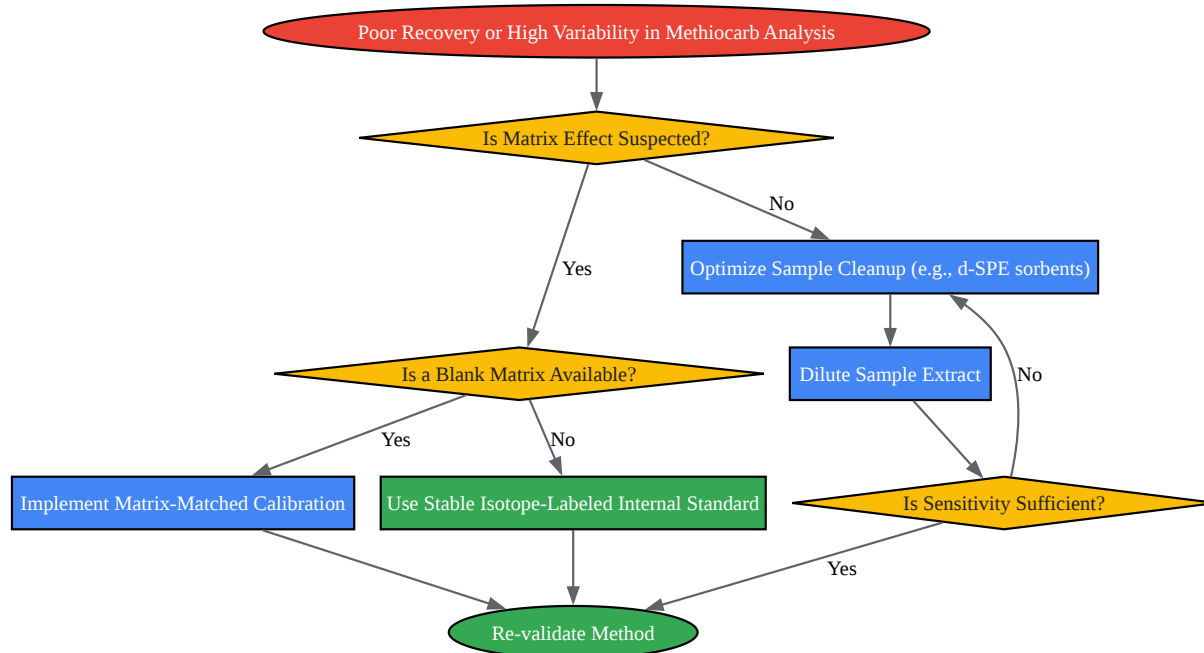 Poor Recovery or High Variability in Methiocarb Analysis
Is Matrix Effect Suspected?
No
Optimize Sample Cleanup (e.g., d-SPE sorbents)
Yes
Is a Blank Matrix Available?
Dilute Sample Extract
No
Yes
No
Implement Matrix-Matched Calibration
Use Stable Isotope-Labeled Internal Standard
Is Sensitivity Sufficient?
Yes
Re-validate Method